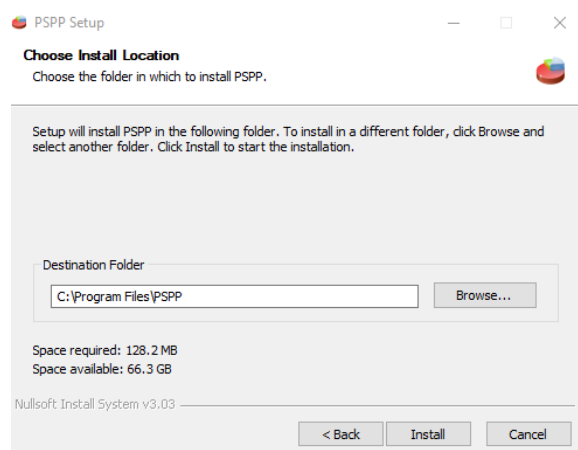 PSPP Setup
Choose Install Location
Choose the folder in which to install PSPP.
Setup will install PSPP in the following folder. To install in a different folder, click Browse and
select another folder. Click Install to start the installation.
Destination Folder
C:\Program Files\PSPP
Browse...
Space required: 128.2 MB
Space available: 66.3 GB
Nullsoft Install System v3.03
< Back
Install
Cancel